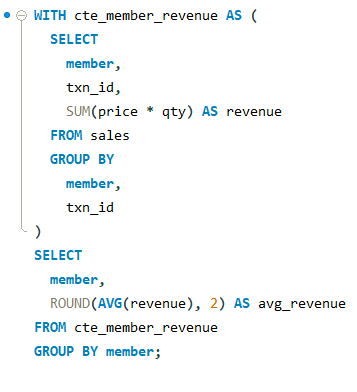 WITH cte_member_revenue AS (
SELECT
member,
txn_id,
SUM(price * qty) AS revenue
FROM sales
GROUP BY
member,
txn_id
)
SELECT
member,
ROUND(AVG(revenue), 2) AS avg_revenue
FROM cte_member_revenue
GROUP BY member;